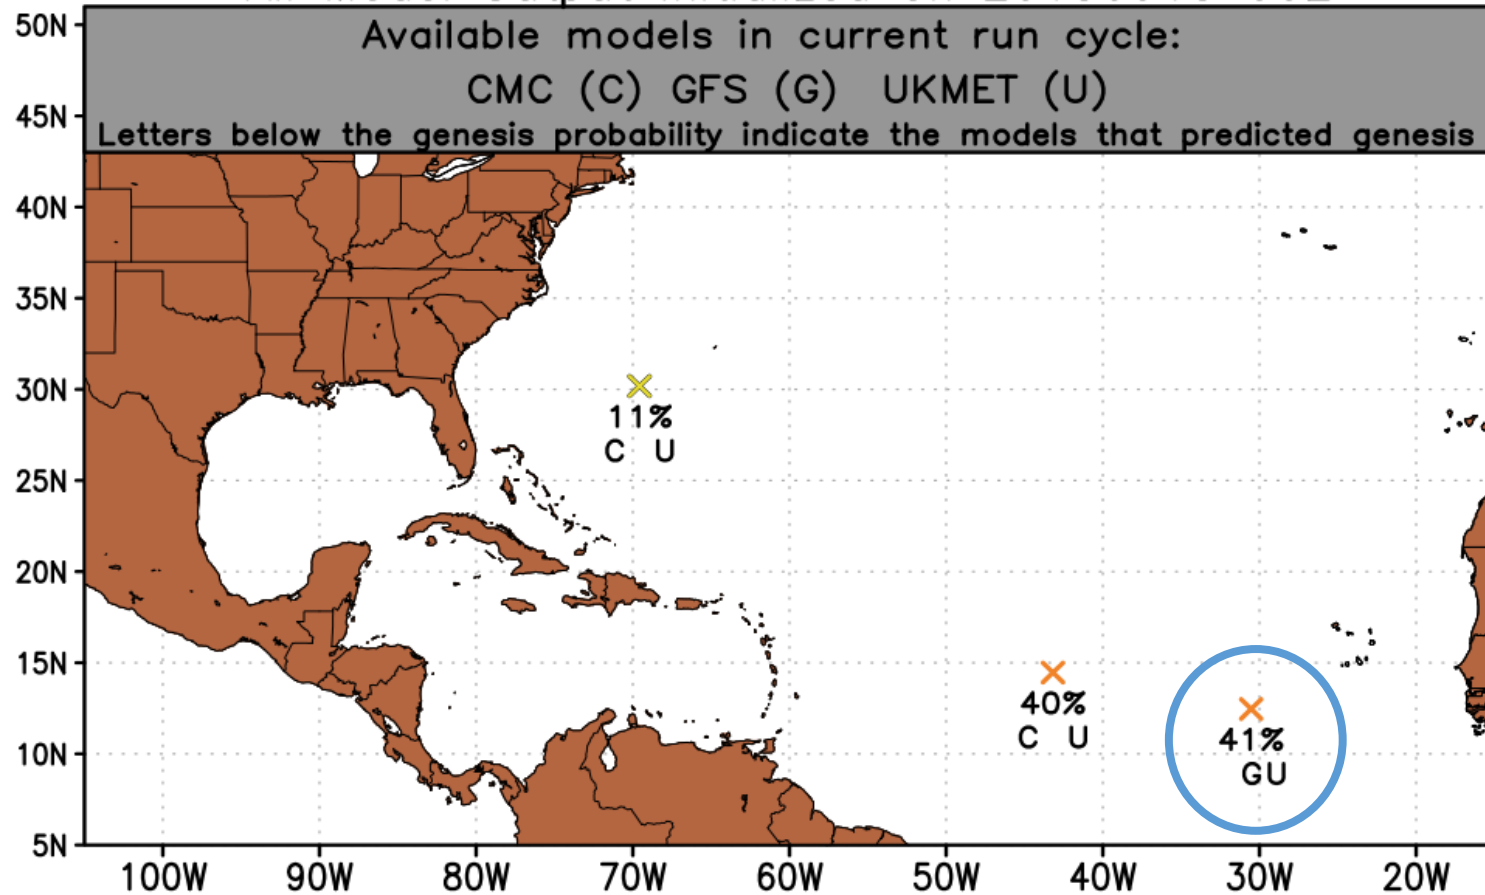 Available models in current run cycle:
CMC (C) GFS (G) UKMET (U)
Letters below the genesis probability indicate the models that predicted genesis
50N
45N
40N
35N
30N
25N
20N
15N
10N
5N
11%
C U
40%
C U
41%
GU
100W 90W 80W 70W 60W 50W 40W 30W 20W